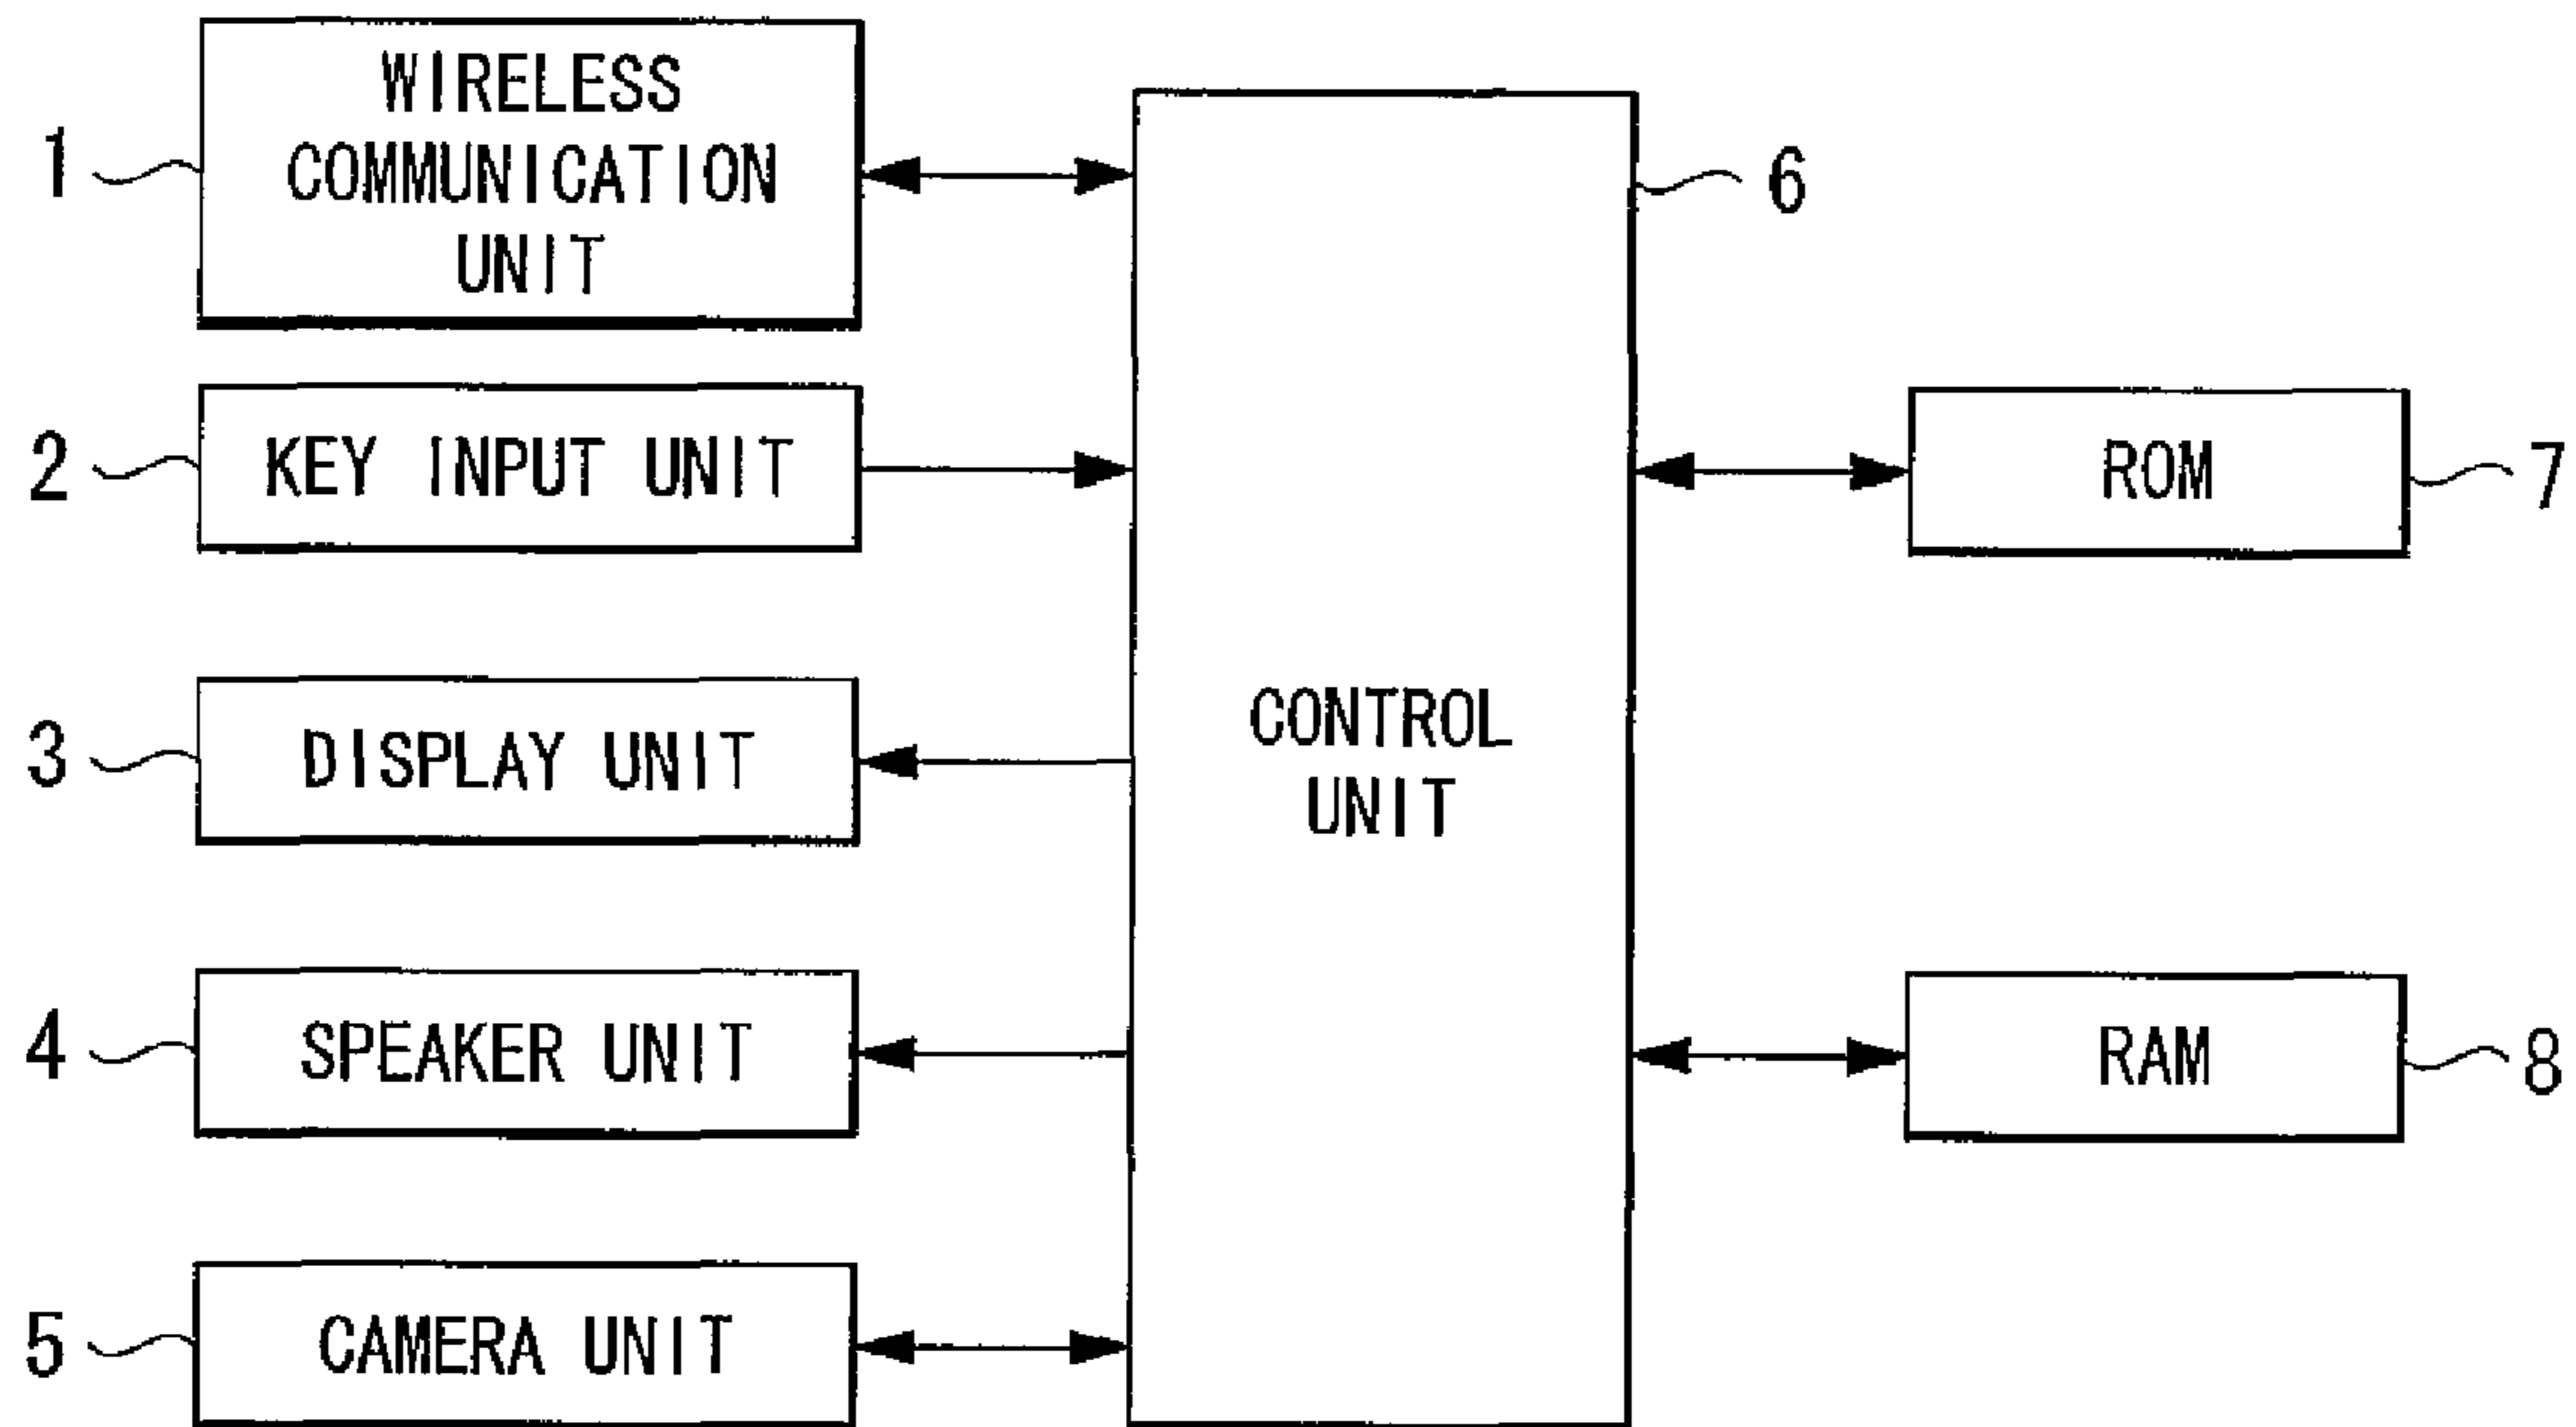 WIRELESS
COMMUNICATION
UNIT
1
6
2
KEY INPUT UNIT
ROM
7
3
DISPLAY UNIT
CONTROL
UNIT
4
SPEAKER UNIT
RAM
8
5
CAMERA UNIT